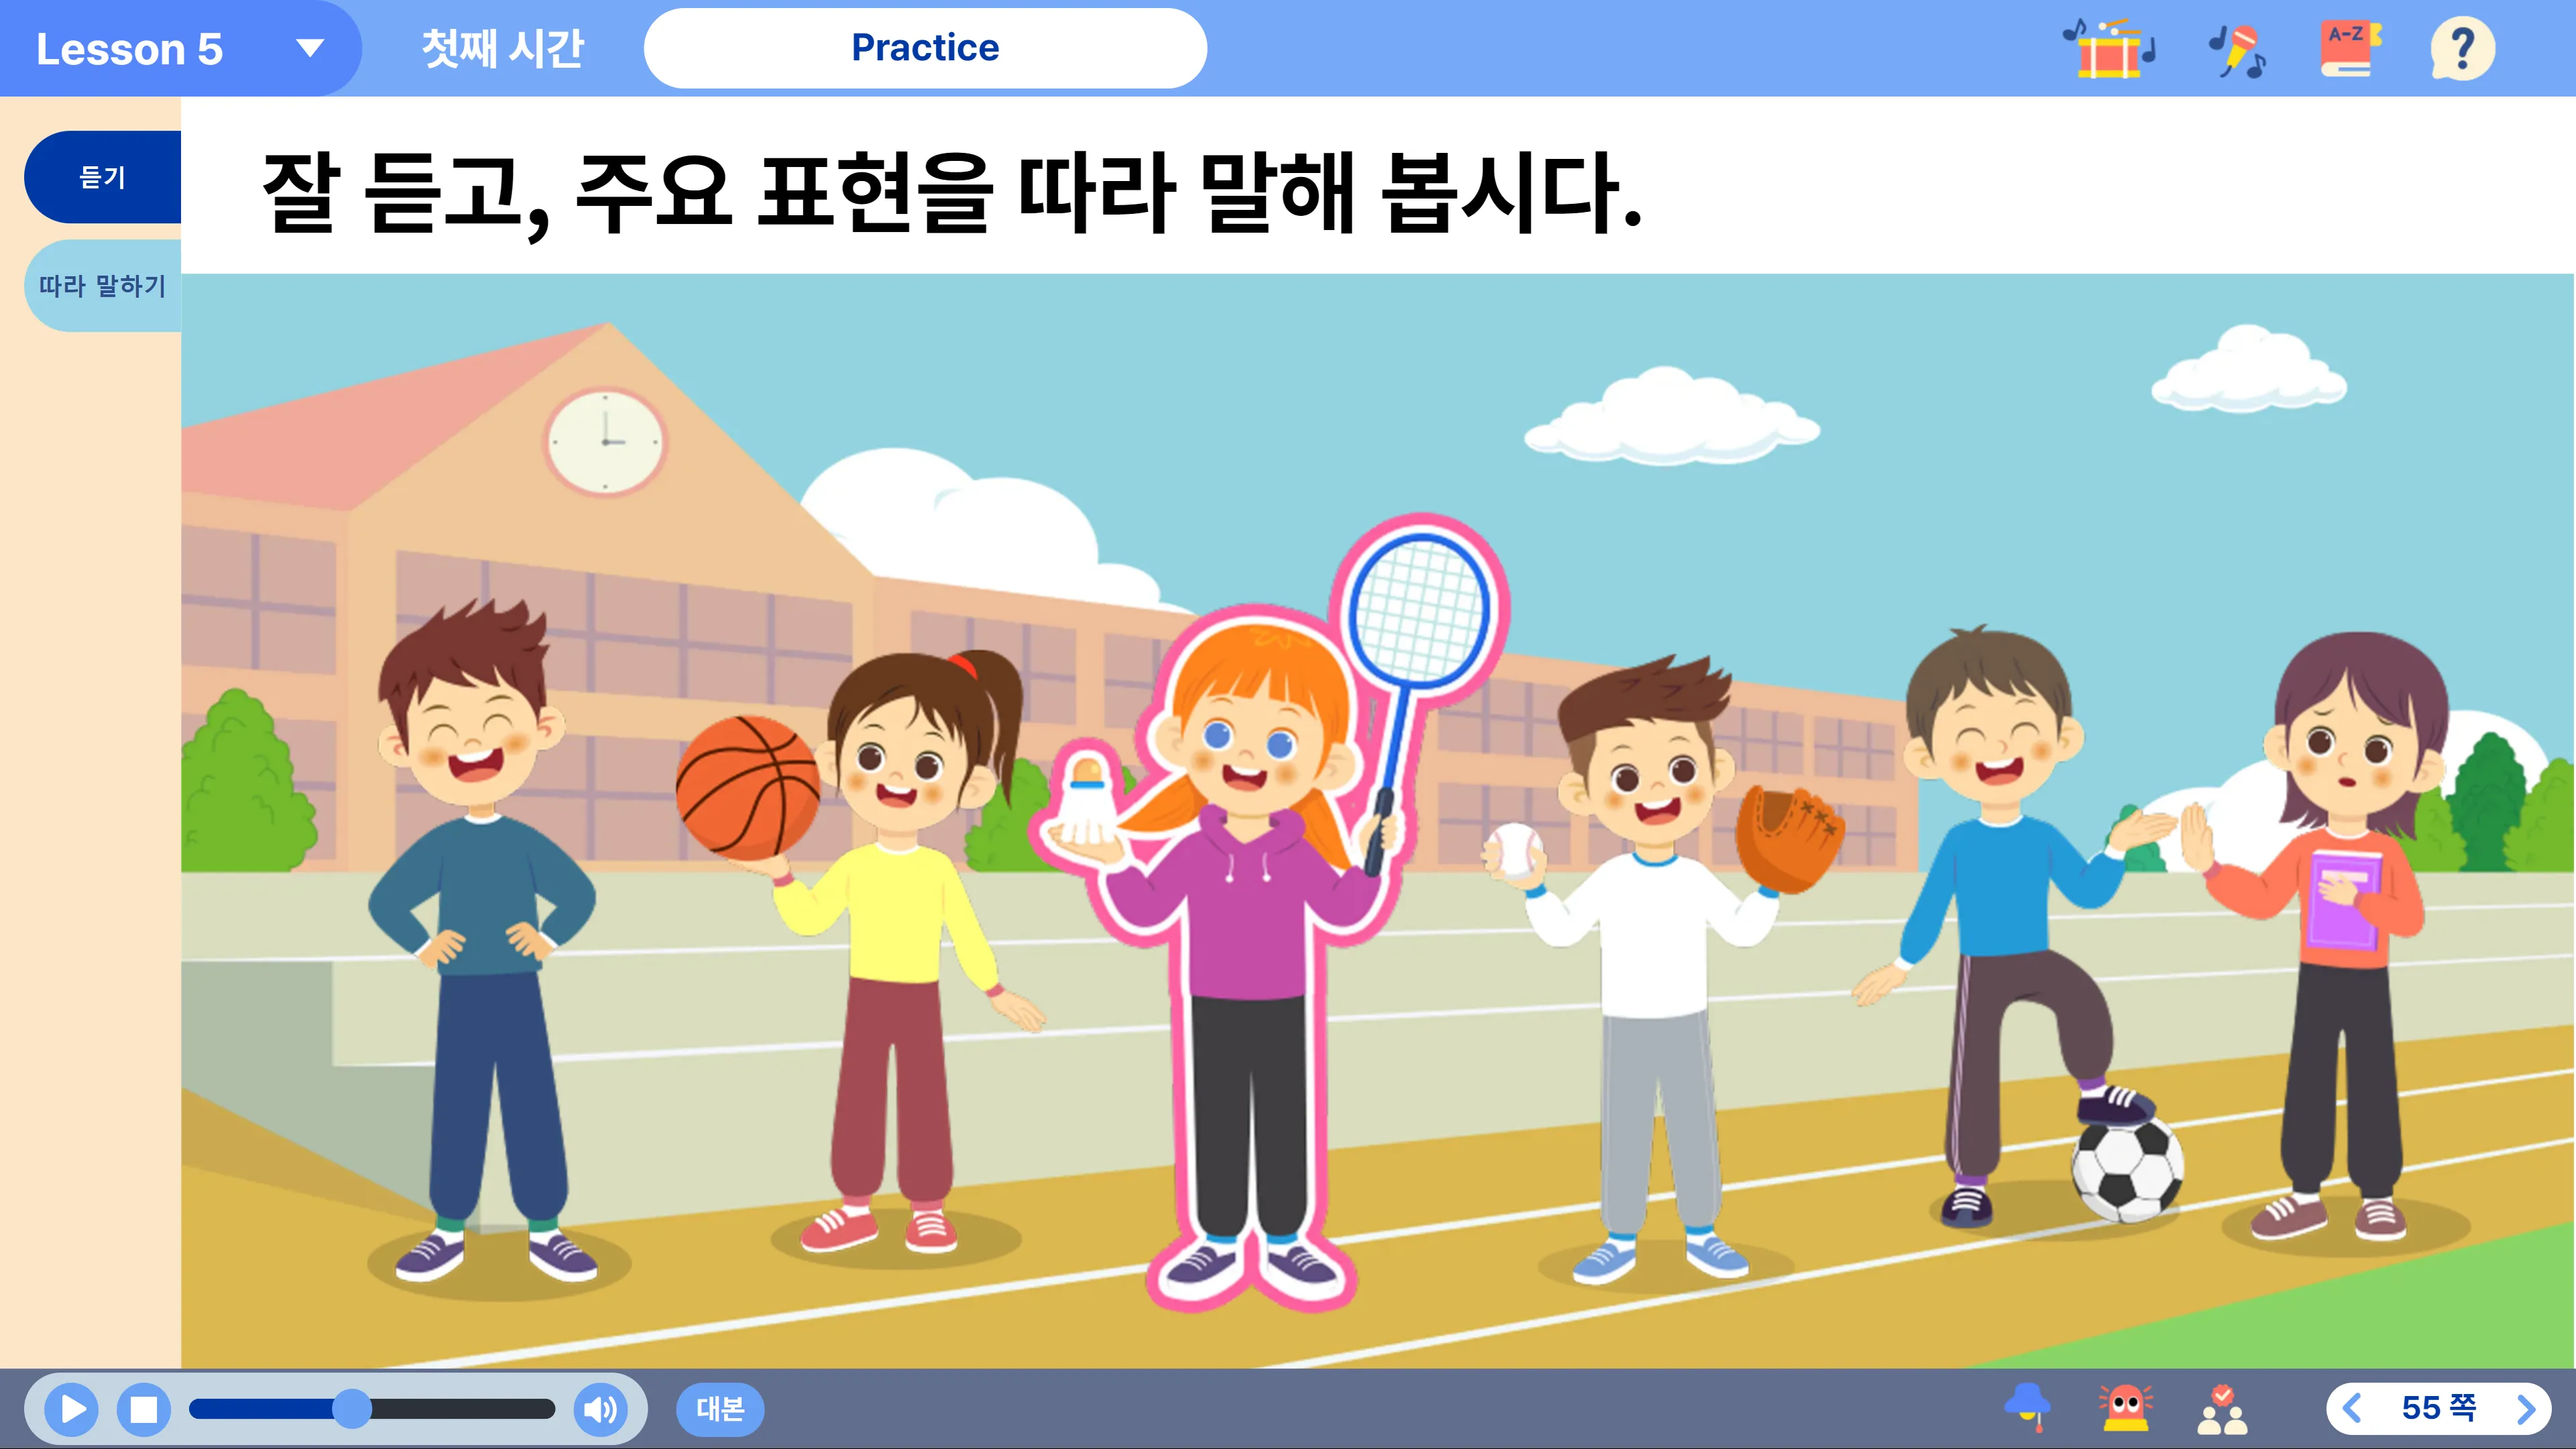 Lesson 5
첫째 시간
Practice
A-Z
?
듣기
따라 말하기
잘 듣고, 주요 표현을 따라 말해 봅시다.
대본
55 쪽